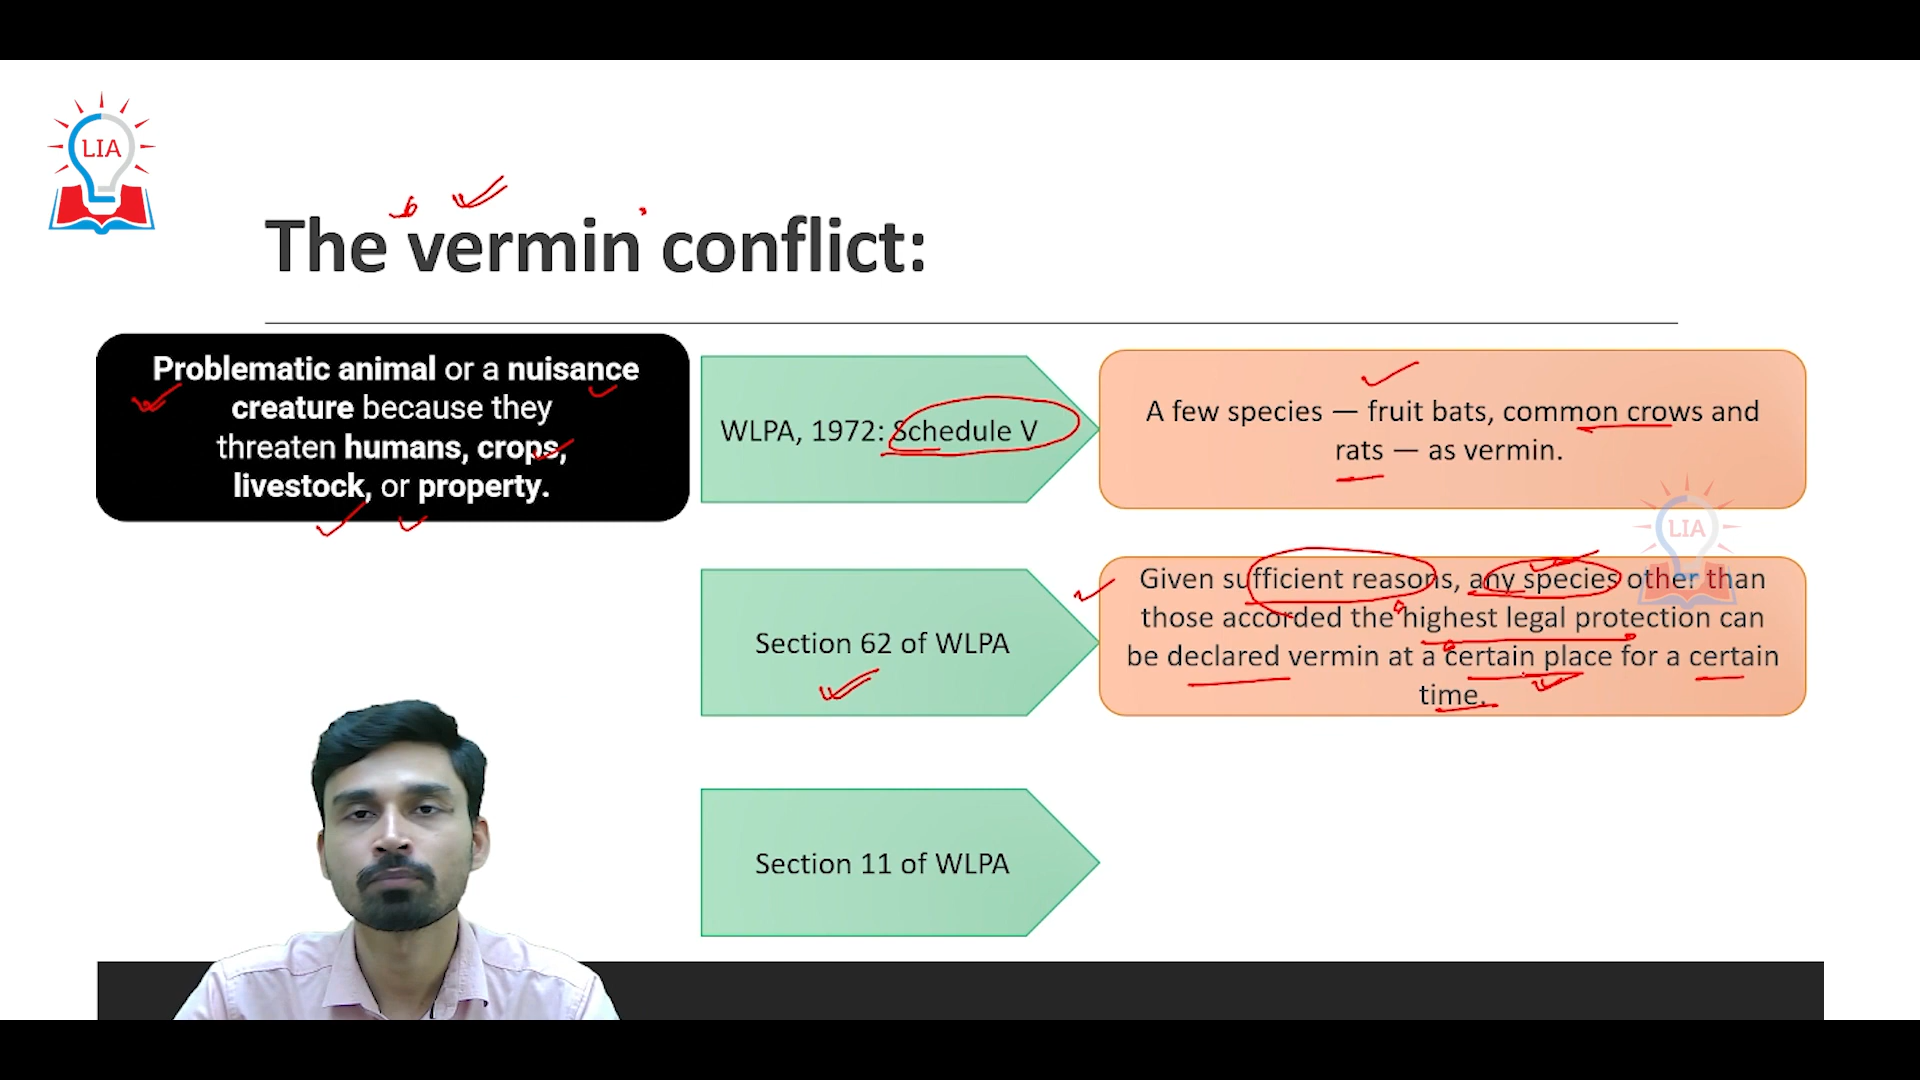 LIA
The vermin conflict:
Problematic animal or a nuisance
creature because they
threaten humans, crops,
livestock, or property.
WLPA, 1972: Schedule V
A few species — fruit bats, common crows and
rats — as vermin.
LIA
Section 62 of WLPA
Given sufficient reasons, any species other than
those accorded the highest legal protection can
be declared vermin at a certain place for a certain
time.
Section 11 of WLPA